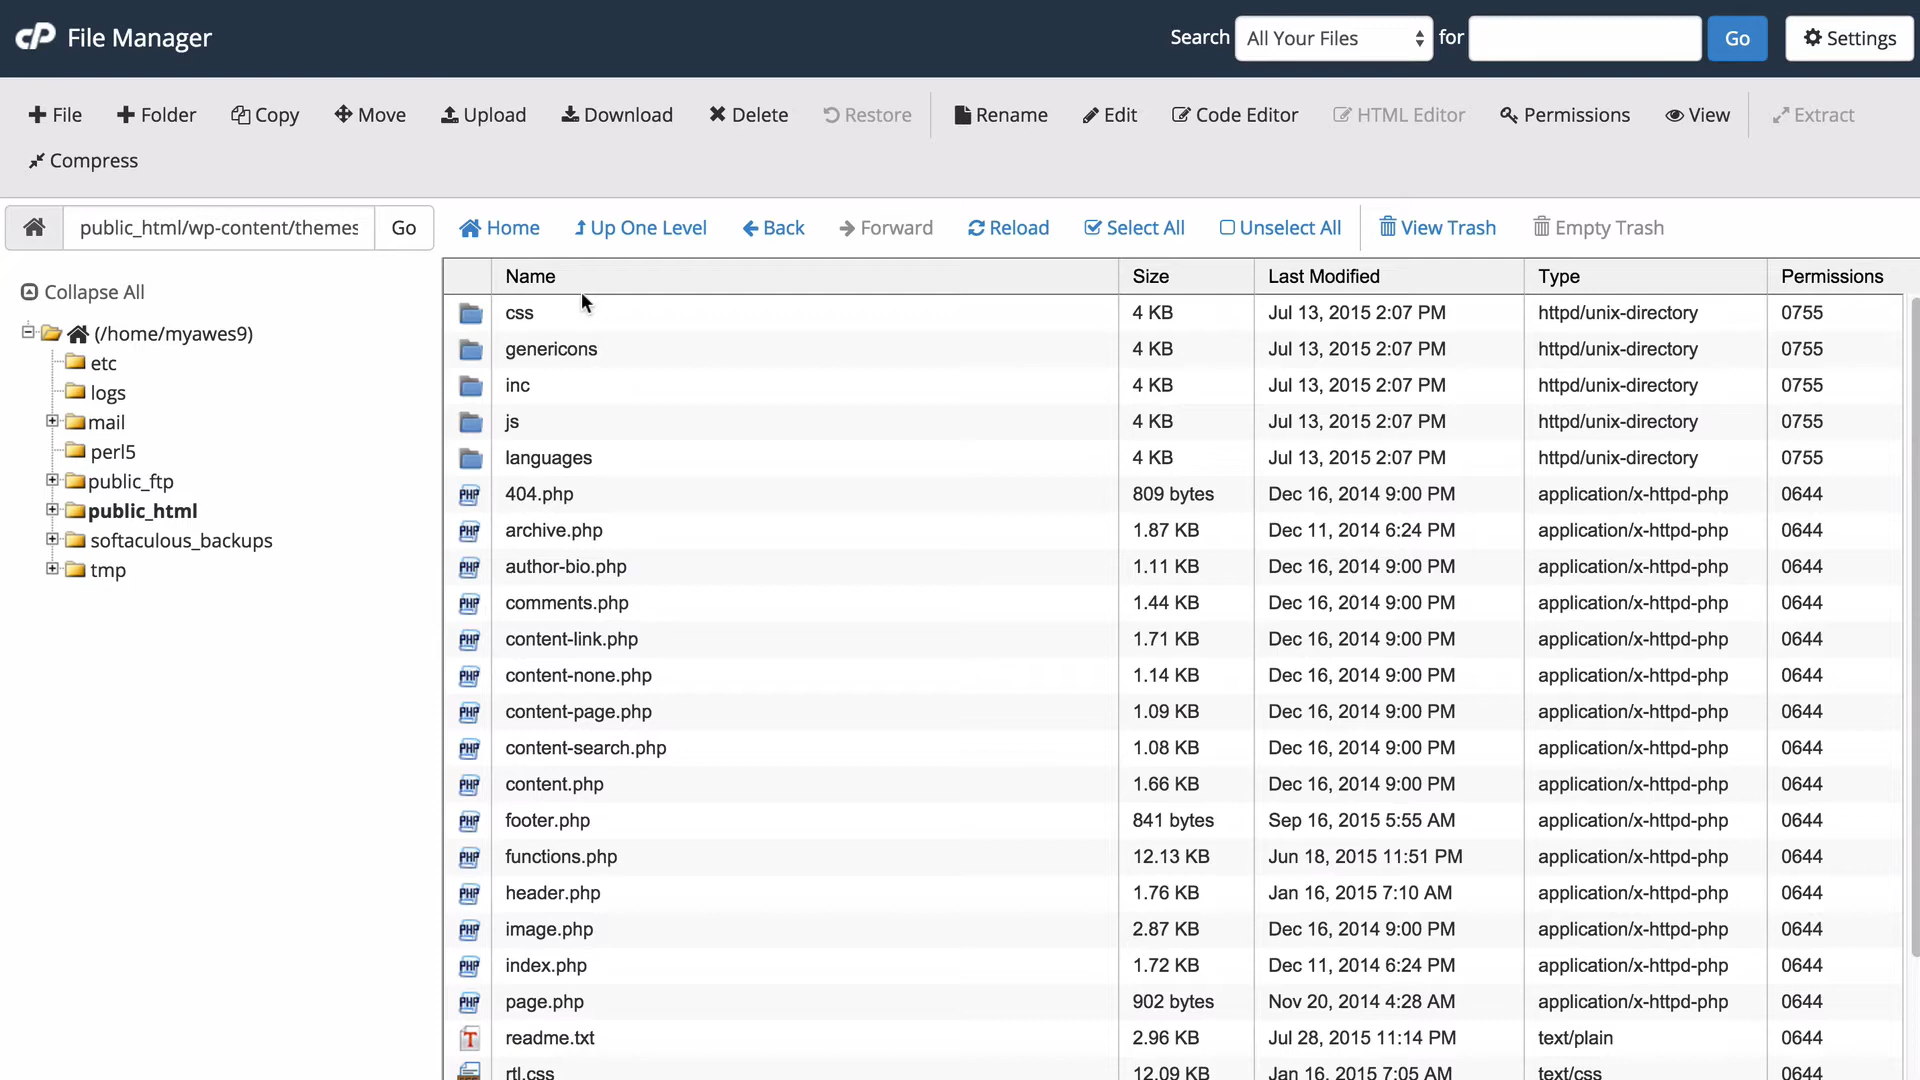 cP File Manager Search All Your Files for Go Settings
File Folder Copy Move Upload Download Delete Restore Rename Edit Code Editor HTML Editor Permissions View Extract
Compress
public_html/wp-content/themes Go Home Up One Level Back Forward Reload Select All Unselect All View Trash Empty Trash
Collapse All
(/home/myawes9)
etc
logs
mail
perl5
public_ftp
public_html
softaculous_backups
tmp
Name Size Last Modified Type Permissions
css 4 KB Jul 13, 2015 2:07 PM httpd/unix-directory 0755
genericons 4 KB Jul 13, 2015 2:07 PM httpd/unix-directory 0755
inc 4 KB Jul 13, 2015 2:07 PM httpd/unix-directory 0755
js 4 KB Jul 13, 2015 2:07 PM httpd/unix-directory 0755
languages 4 KB Jul 13, 2015 2:07 PM httpd/unix-directory 0755
PHP 404.php 809 bytes Dec 16, 2014 9:00 PM application/x-httpd-php 0644
PHP archive.php 1.87 KB Dec 11, 2014 6:24 PM application/x-httpd-php 0644
PHP author-bio.php 1.11 KB Dec 16, 2014 9:00 PM application/x-httpd-php 0644
PHP comments.php 1.44 KB Dec 16, 2014 9:00 PM application/x-httpd-php 0644
PHP content-link.php 1.71 KB Dec 16, 2014 9:00 PM application/x-httpd-php 0644
PHP content-none.php 1.14 KB Dec 16, 2014 9:00 PM application/x-httpd-php 0644
PHP content-page.php 1.09 KB Dec 16, 2014 9:00 PM application/x-httpd-php 0644
PHP content-search.php 1.08 KB Dec 16, 2014 9:00 PM application/x-httpd-php 0644
PHP content.php 1.66 KB Dec 16, 2014 9:00 PM application/x-httpd-php 0644
PHP footer.php 841 bytes Sep 16, 2015 5:55 AM application/x-httpd-php 0644
PHP functions.php 12.13 KB Jun 18, 2015 11:51 PM application/x-httpd-php 0644
PHP header.php 1.76 KB Jan 16, 2015 7:10 AM application/x-httpd-php 0644
PHP image.php 2.87 KB Dec 16, 2014 9:00 PM application/x-httpd-php 0644
PHP index.php 1.72 KB Dec 11, 2014 6:24 PM application/x-httpd-php 0644
PHP page.php 902 bytes Nov 20, 2014 4:28 AM application/x-httpd-php 0644
T readme.txt 2.96 KB Jul 28, 2015 11:14 PM text/plain 0644
rtl.css 12.09 KB Jan 16, 2015 7:05 AM text/css 0644